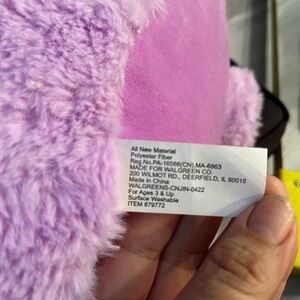 All New Material
Polyester Fiber
Reg.No.PA-16566(CN),MA-8863
MADE FOR WALGREEN CO.
200 WILMOT RD., DEERFIELD, IL 60015
Made in China
WALGREENS-CNJIN-0422
For Ages 3 & Up
Surface Washable
ITEM 879772